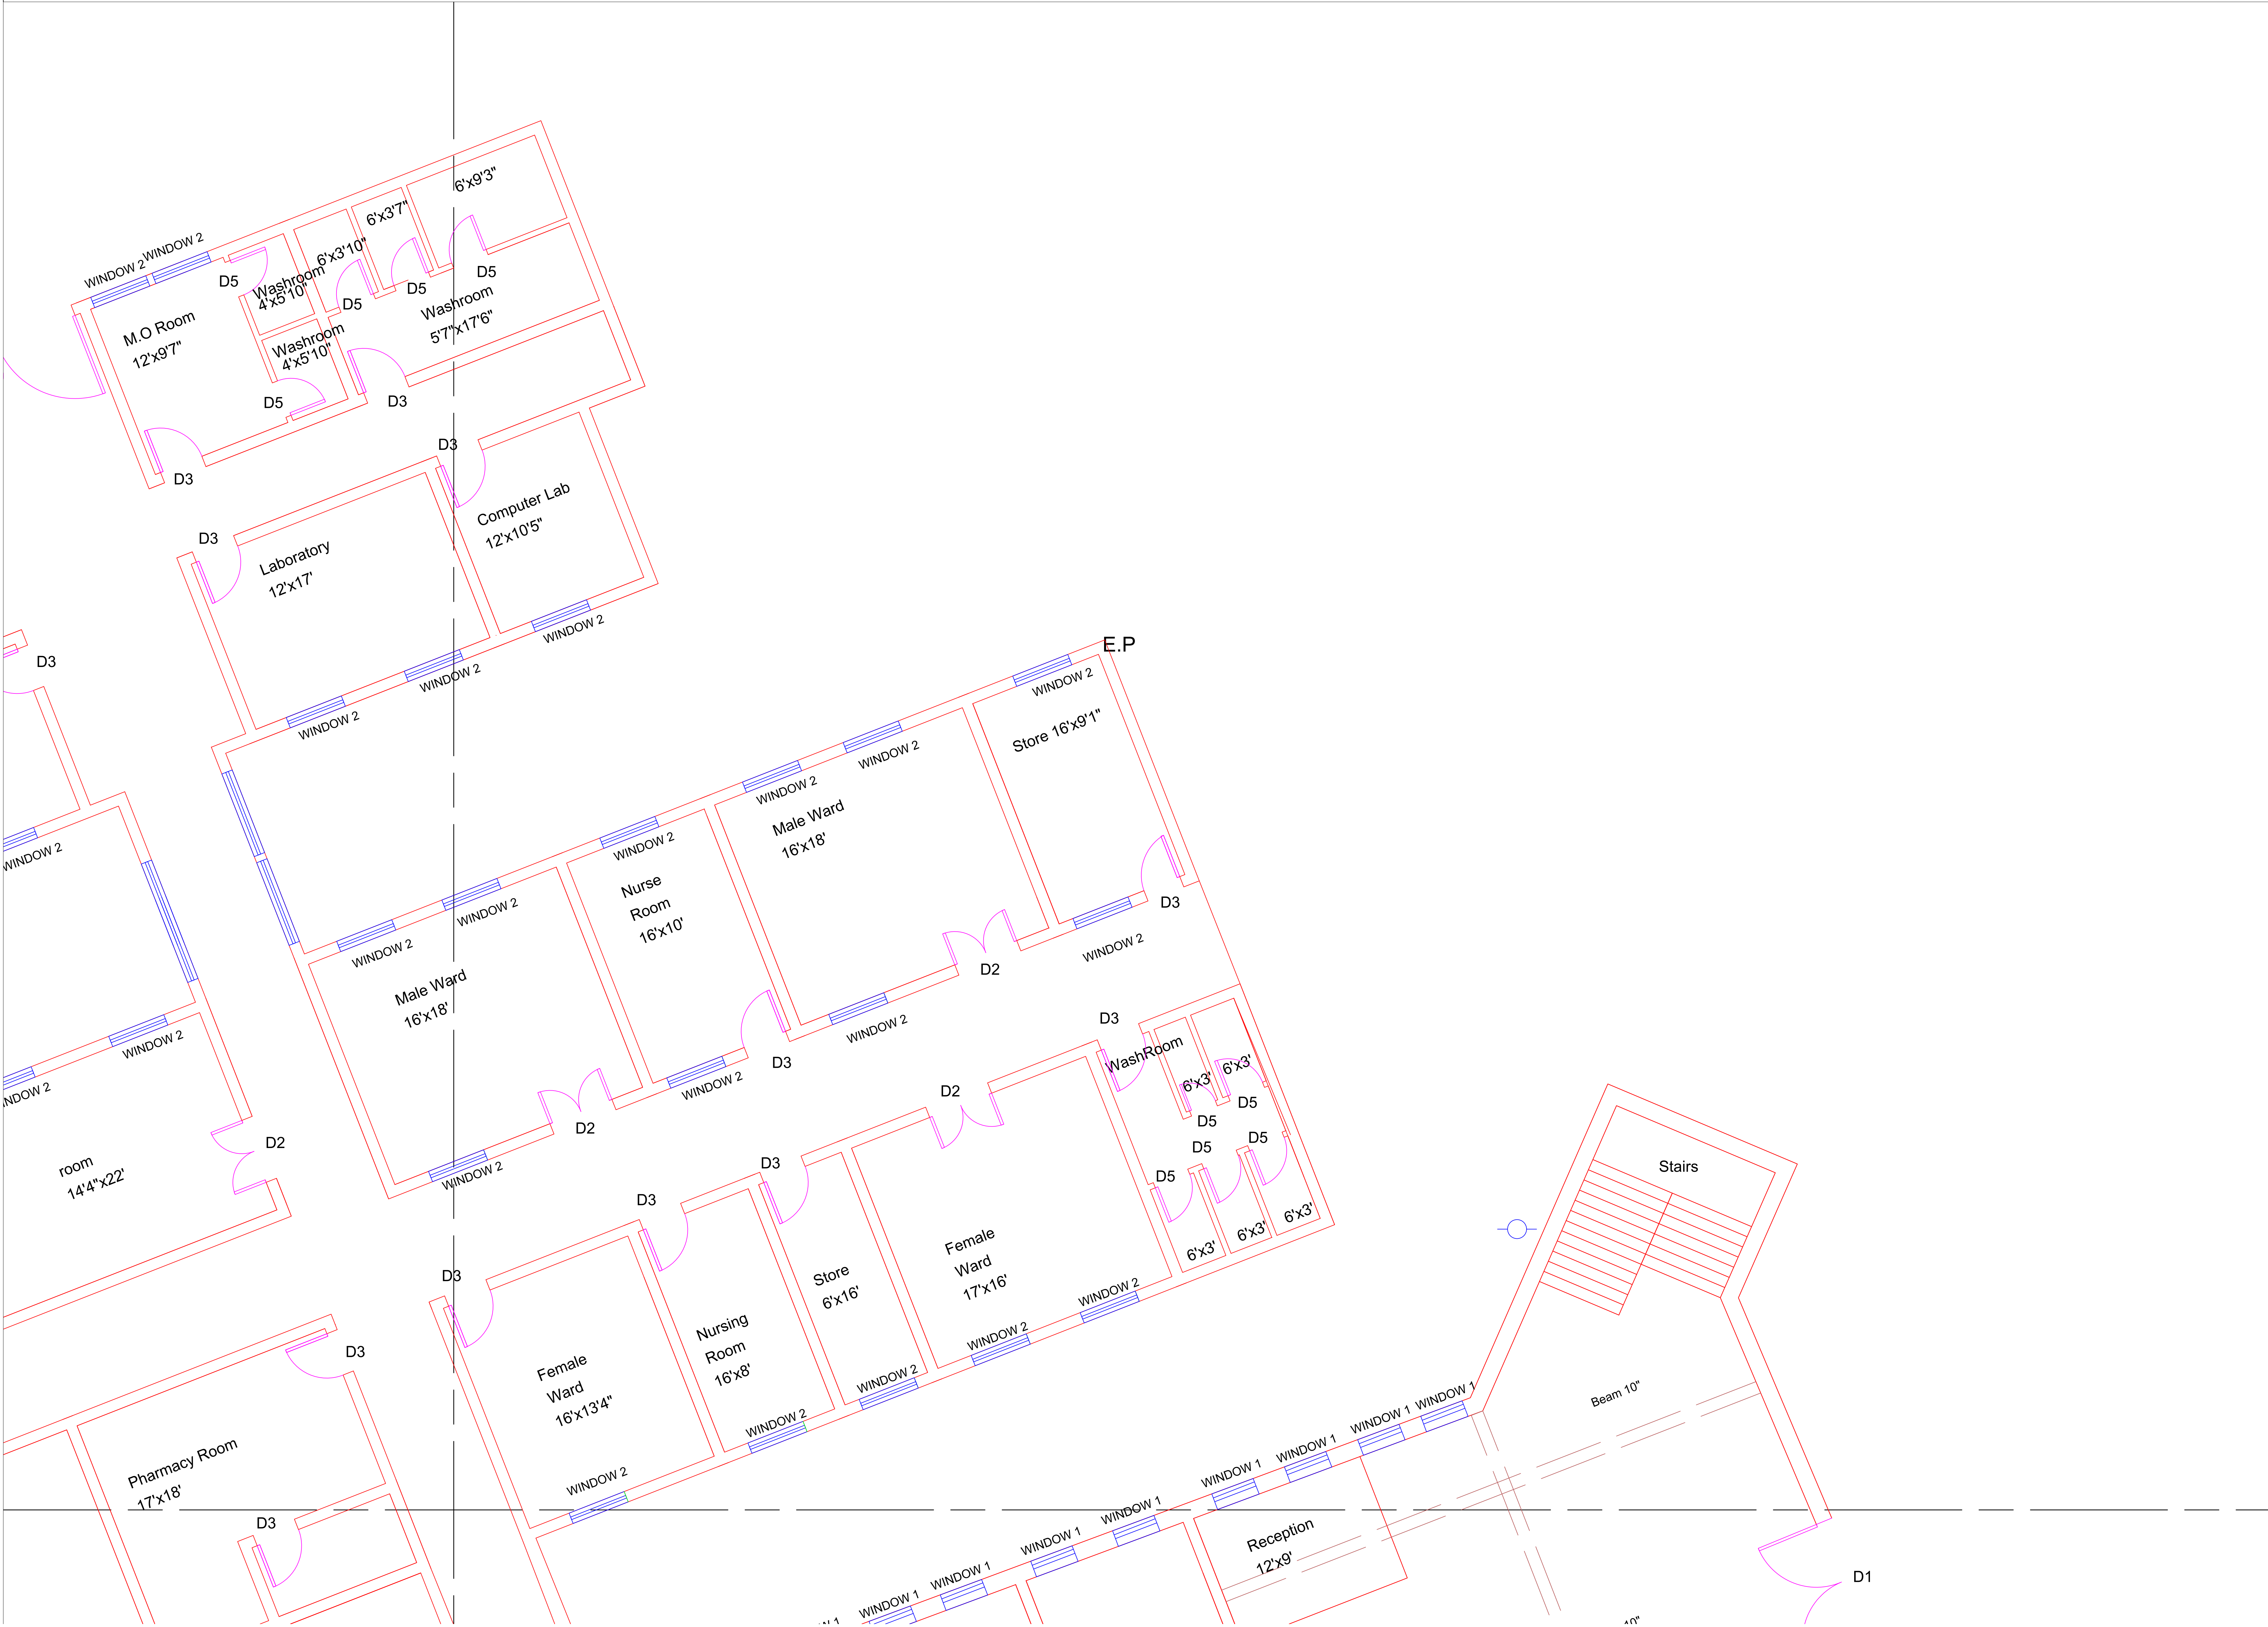 6'x9'3"
6'x3'7"
WINDOW 2
WINDOW 2
6'x3'10"
D5
D5
Washroom
4'x5'10"
D5
D5
Washroom
5'7"x17'6"
M.O Room
12'x9'7"
Washroom
4'x5'10"
D5
D3
D3
D3
D3
Computer Lab
12'x10'5"
Laboratory
12'x17'
WINDOW 2
WINDOW 2
WINDOW 2
D3
E.P
WINDOW 2
Store 16'x9'1"
WINDOW 2
WINDOW 2
WINDOW 2
WINDOW 2
WINDOW 2
WINDOW 2
Male Ward
16'x18'
Nurse
Room
16'x10'
Male Ward
16'x18'
D3
WINDOW 2
D2
WINDOW 2
D3
WINDOW 2
D2
WINDOW 2
WINDOW 2
D2
room
14'4"x22'
D3
WashRoom
6'x3'
6'x3'
D5
D5
D5
D5
D5
6'x3'
6'x3'
6'x3'
D2
D3
D3
D3
Female
Ward
17'x16'
Store
6'x16'
Nursing
Room
16'x8'
Female
Ward
16'x13'4"
WINDOW 2
WINDOW 2
WINDOW 2
WINDOW 2
WINDOW 2
Stairs
Beam 10"
D3
Pharmacy Room
17'x18'
D3
WINDOW 1
WINDOW 1
WINDOW 1
WINDOW 1
WINDOW 1
WINDOW 1
WINDOW 1
WINDOW 1
Reception
12'x9'
D1
10"